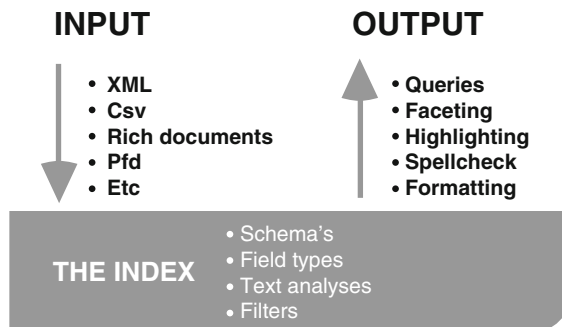 INPUT
• XML
• Csv
• Rich documents
• Pfd
• Etc
OUTPUT
• Queries
• Faceting
• Highlighting
• Spellcheck
• Formatting
THE INDEX
• Schema's
• Field types
• Text analyses
• Filters